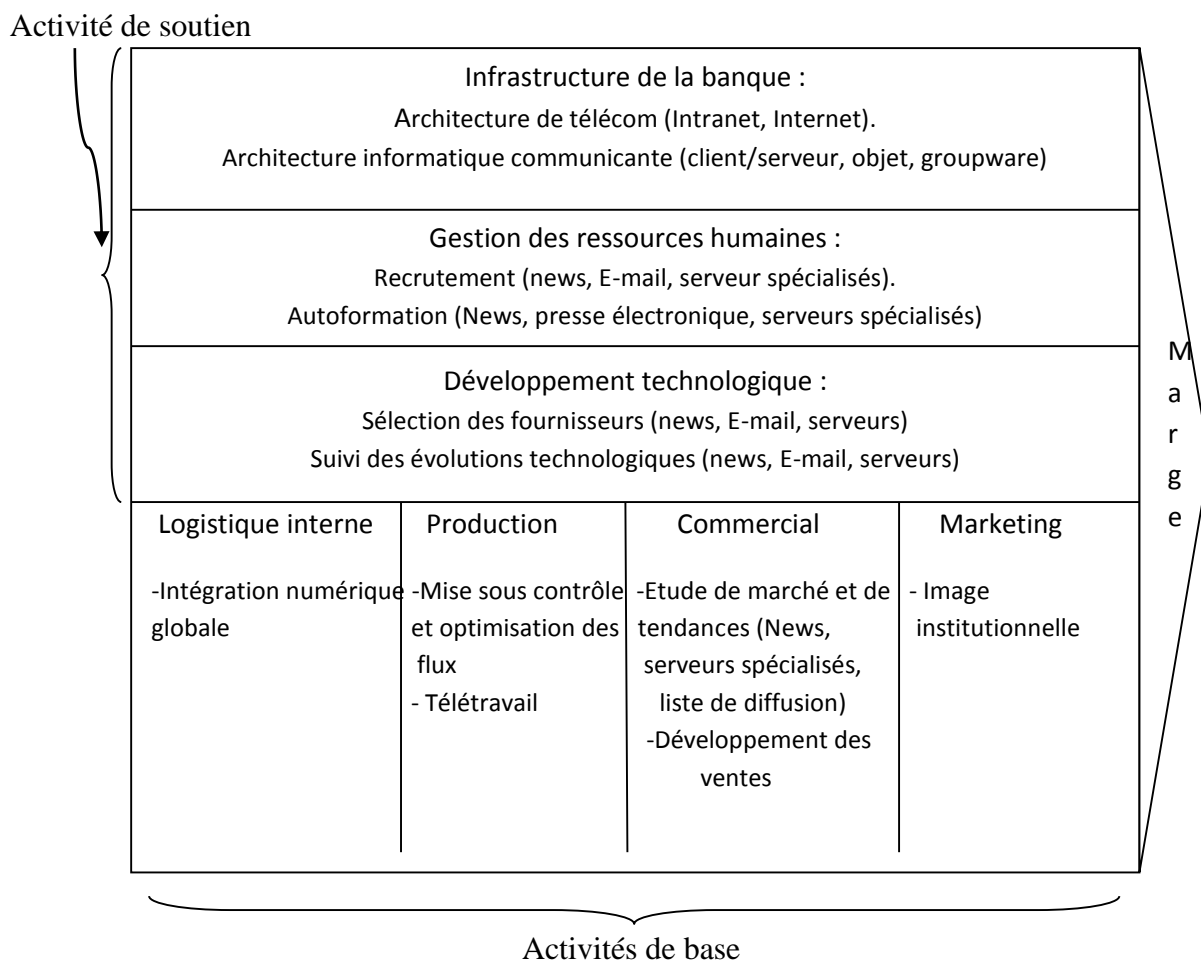 Activité de soutien
Infrastructure de la banque :
Architecture de télécom (Intranet, Internet).
Architecture informatique communicante (client/serveur, objet, groupware)
Gestion des ressources humaines :
Recrutement (news, E-mail, serveur spécialisés).
Autoformation (News, presse électronique, serveurs spécialisés)
Développement technologique :
Sélection des fournisseurs (news, E-mail, serveurs)
Suivi des évolutions technologiques (news, E-mail, serveurs)
Logistique interne
-Intégration numérique
globale
Production
-Mise sous contrôle
et optimisation des
flux
- Télétravail
Commercial
-Etude de marché et de
tendances (News,
serveurs spécialisés,
liste de diffusion)
-Développement des
ventes
Marketing
- Image
institutionnelle
M
a
r
g
e
Activités de base